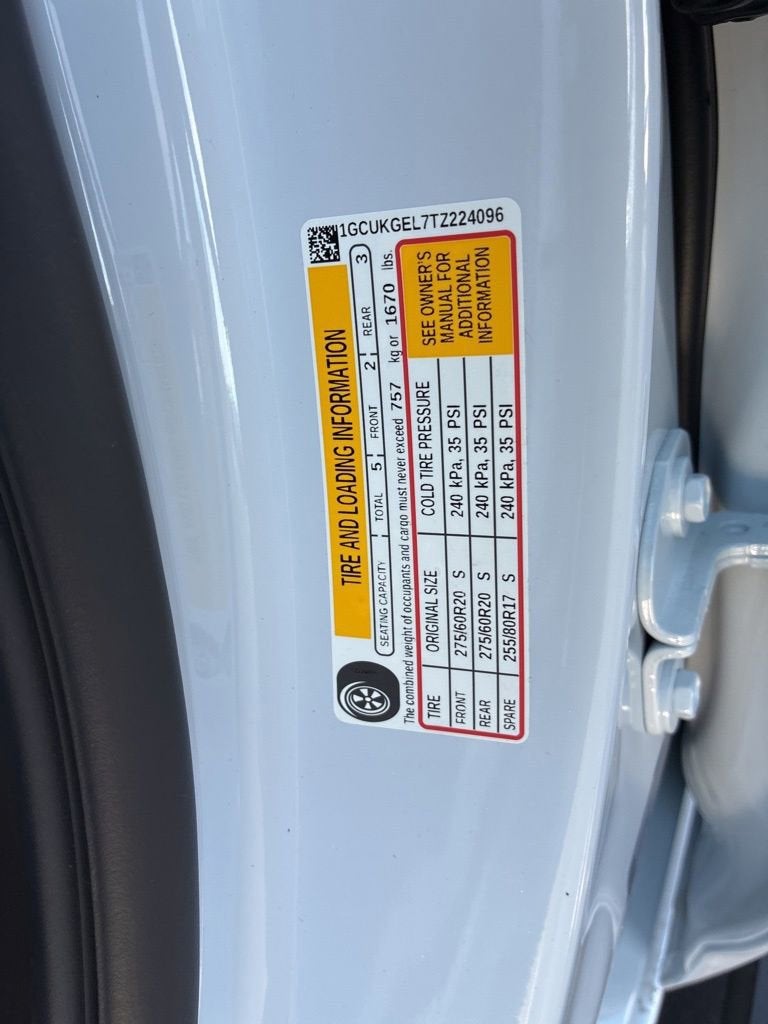 1GCUKGEL7TZ224096
TIRE AND LOADING INFORMATION
SEATING CAPACITY TOTAL 5 FRONT 2 REAR 3
The combined weight of occupants and cargo must never exceed 757 kg or 1670 lbs.
TIRE ORIGINAL SIZE COLD TIRE PRESSURE
FRONT 275/60R20 S 240 kPa, 35 PSI
REAR 275/60R20 S 240 kPa, 35 PSI
SPARE 255/80R17 S 240 kPa, 35 PSI
SEE OWNER'S
MANUAL FOR
ADDITIONAL
INFORMATION